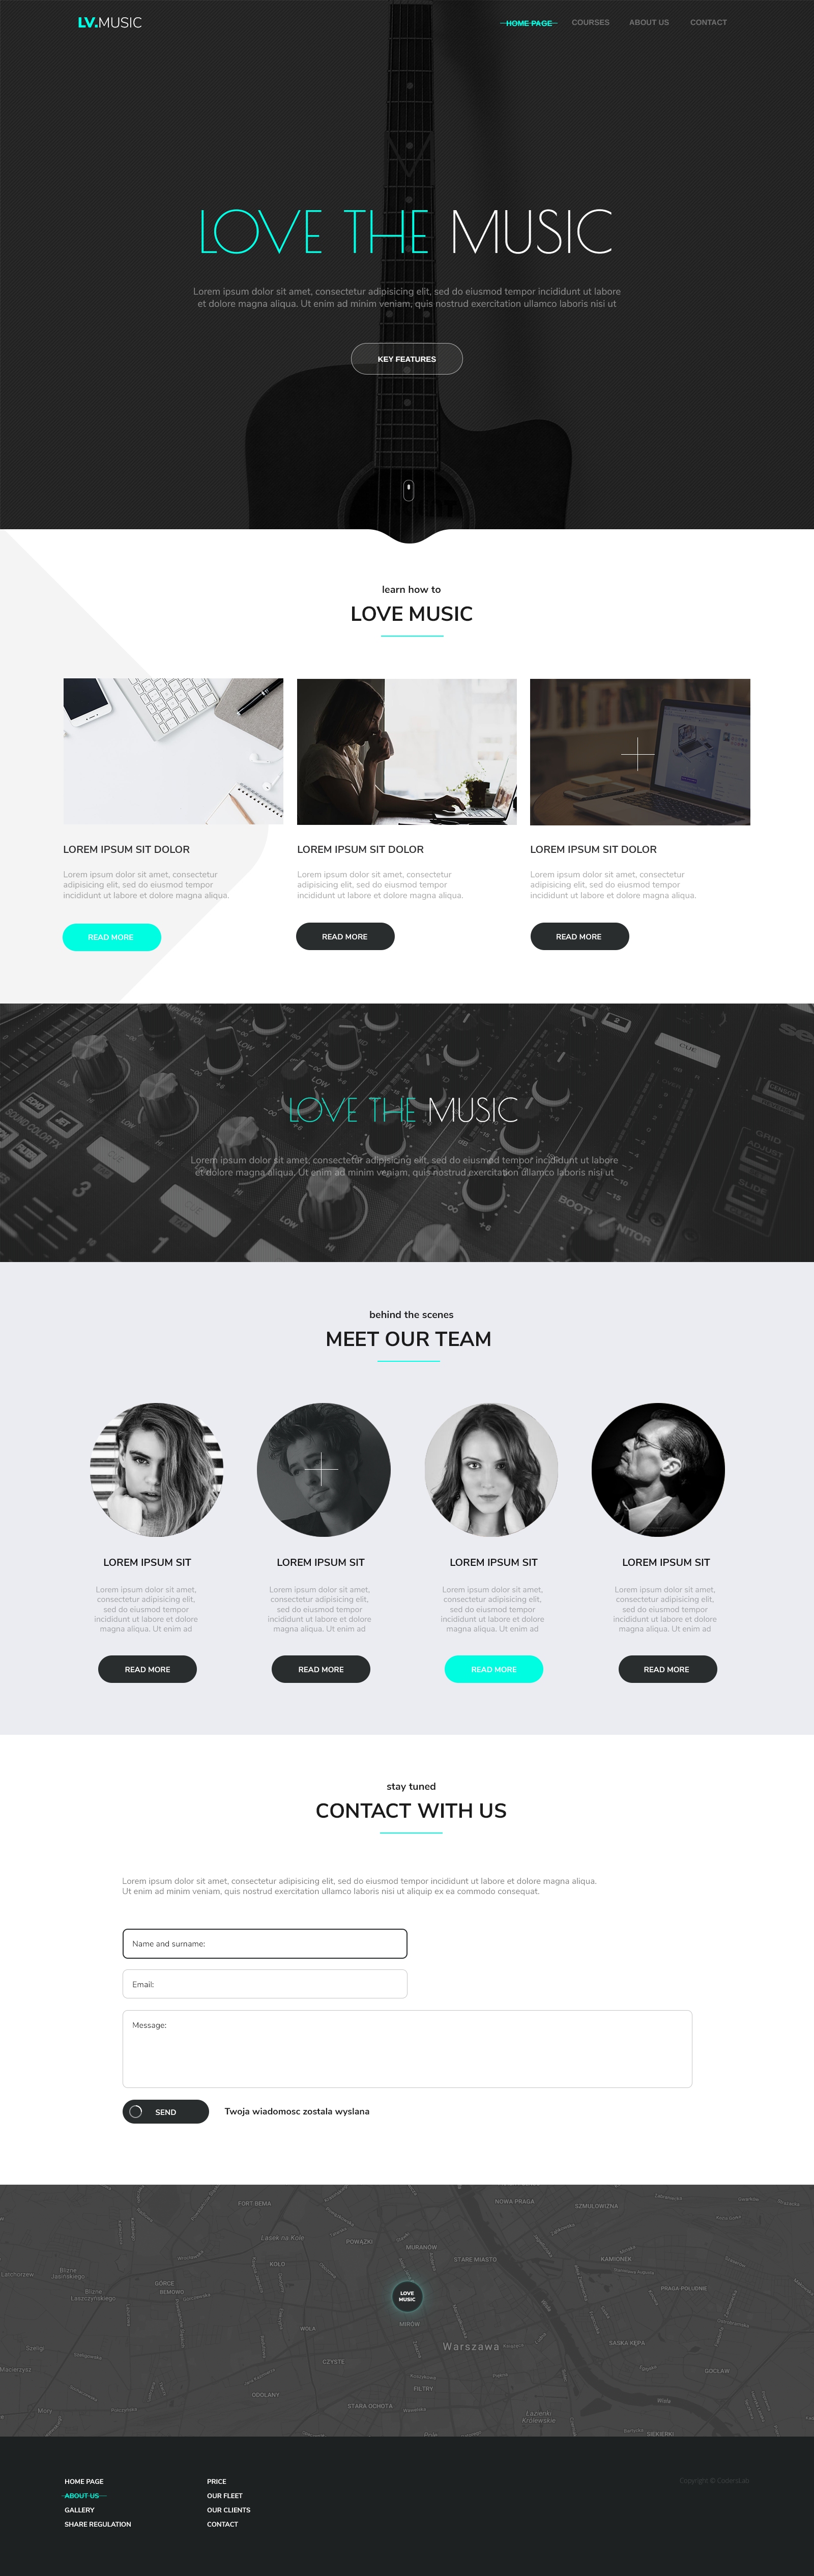 LV.MUSIC
HOME PAGE
COURSES
ABOUT US
CONTACT
LOVE THE MUSIC
Lorem ipsum dolor sit amet, consectetur adipisicing elit, sed do eiusmod tempor incididunt ut labore
et dolore magna aliqua. Ut enim ad minim veniam, quis nostrud exercitation ullamco laboris nisi ut
KEY FEATURES
learn how to
LOVE MUSIC
LOREM IPSUM SIT DOLOR
Lorem ipsum dolor sit amet, consectetur
adipisicing elit, sed do eiusmod tempor
incididunt ut labore et dolore magna aliqua.
READ MORE
LOREM IPSUM SIT DOLOR
Lorem ipsum dolor sit amet, consectetur
adipisicing elit, sed do eiusmod tempor
incididunt ut labore et dolore magna aliqua.
READ MORE
LOREM IPSUM SIT DOLOR
Lorem ipsum dolor sit amet, consectetur
adipisicing elit, sed do eiusmod tempor
incididunt ut labore et dolore magna aliqua.
READ MORE
CUE
LOVE THE MUSIC
Lorem ipsum dolor sit amet, consectetur adipisicing elit, sed do eiusmod tempor incididunt ut labore
et dolore magna aliqua. Ut enim ad minim veniam, quis nostrud exercitation ullamco laboris nisi ut
behind the scenes
MEET OUR TEAM
LOREM IPSUM SIT
Lorem ipsum dolor sit amet,
consectetur adipisicing elit,
sed do eiusmod tempor
incididunt ut labore et dolore
magna aliqua. Ut enim ad
READ MORE
LOREM IPSUM SIT
Lorem ipsum dolor sit amet,
consectetur adipisicing elit,
sed do eiusmod tempor
incididunt ut labore et dolore
magna aliqua. Ut enim ad
READ MORE
LOREM IPSUM SIT
Lorem ipsum dolor sit amet,
consectetur adipisicing elit,
sed do eiusmod tempor
incididunt ut labore et dolore
magna aliqua. Ut enim ad
READ MORE
LOREM IPSUM SIT
Lorem ipsum dolor sit amet,
consectetur adipisicing elit,
sed do eiusmod tempor
incididunt ut labore et dolore
magna aliqua. Ut enim ad
READ MORE
stay tuned
CONTACT WITH US
Lorem ipsum dolor sit amet, consectetur adipisicing elit, sed do eiusmod tempor incididunt ut labore et dolore magna aliqua.
Ut enim ad minim veniam, quis nostrud exercitation ullamco laboris nisi ut aliquip ex ea commodo consequat.
Name and surname:
Email:
Message:
SEND
Twoja wiadomosc zostala wyslana
FORT BEMA
NOWA PRAGA
SZMULOWIZNA
Lasek na Kole
POWĄZKI
MURANÓW
KOŁO
STARE MIASTO
KAMIONEK
Blizne
Jasińskiego
GÓRCE
BEMOWO
Blizne
Łaszczyńskiego
PRAGA POŁUDNIE
LOVE
MUSIC
MIRÓW
WOLA
Warszawa
SASKA KĘPA
Szeligi
Macierzysz
CZYSTE
GOCŁAW
FILTRY
ODOLANY
STARA OCHOTA
Mory
Łazienki
Królewskie
SIEKIERKI
HOME PAGE
ABOUT US
GALLERY
SHARE REGULATION
PRICE
OUR FLEET
OUR CLIENTS
CONTACT